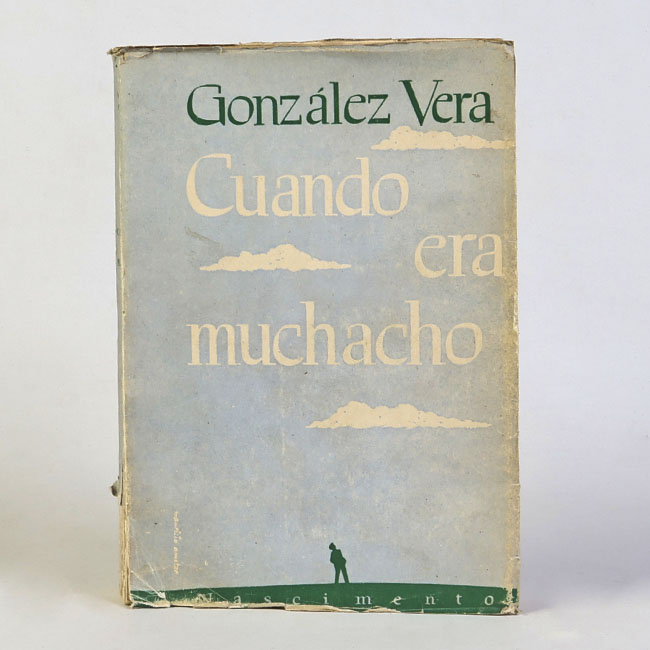 González Vera
Cuando
era
muchacho
Nascimento